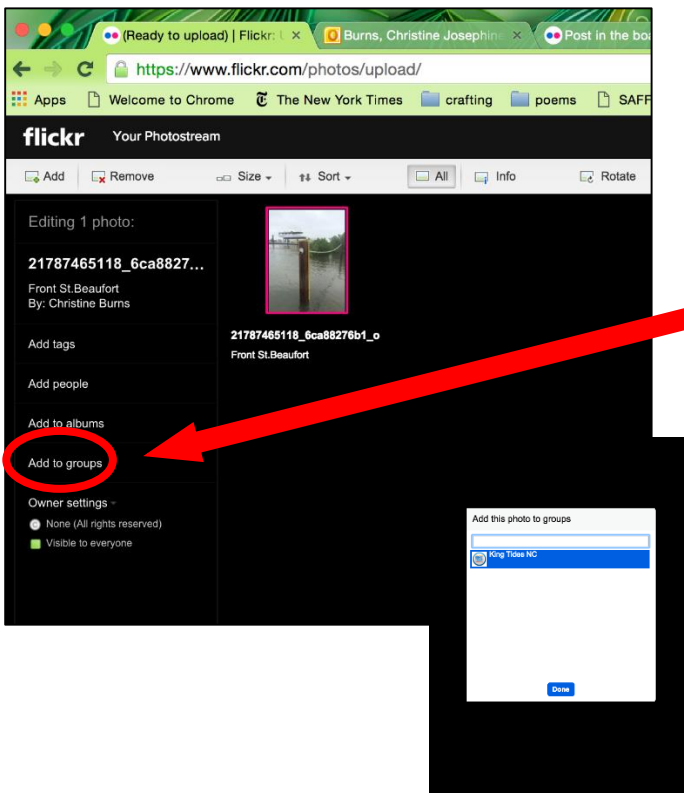 (Ready to upload) | Flickr: Burns, Christine Josephin Post in the
https://www.flickr.com/photos/upload/
Apps Welcome to Chrome The New York Times crafting poems SAFF
flickr Your Photostream
Add Remove Size Sort All Info Rotate
Editing 1 photo:
21787465118_6ca8827...
Front St.Beaufort
By: Christine Burns
Add tags
Add people
Add to albums
Add to groups
Owner settings
None (All rights reserved)
Visible to everyone
21787465118_6ca88276b1_o
Front St.Beaufort
Add this photo to groups
King Tides NC
Done